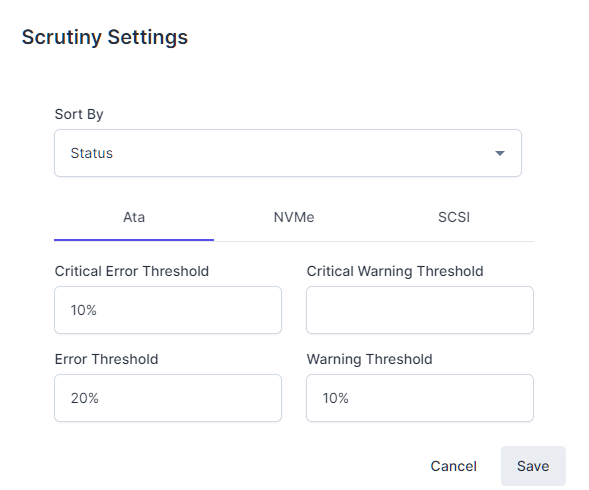 Scrutiny Settings
Sort By
Status
Ata NVMe SCSI
Critical Error Threshold Critical Warning Threshold
10%
Error Threshold Warning Threshold
20% 10%
Cancel Save